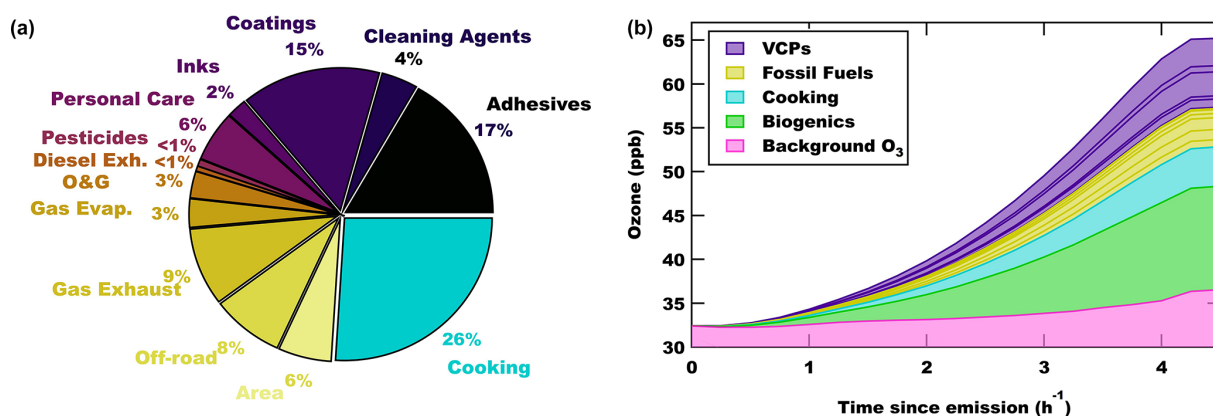 (a)
Coatings
15%
Cleaning Agents
4%
Adhesives
17%
Inks
2%
Personal Care
6%
Pesticides
<1%
Diesel Exh. <1%
O&G
3%
Gas Evap.
3%
9%
Gas Exhaust
Off-road 8%
Area 6%
26%
Cooking
(b)
65
60
55
50
45
40
35
30
Ozone (ppb)
VCPs
Fossil Fuels
Cooking
Biogenics
Background O₃
0 1 2 3 4
Time since emission (h⁻¹)